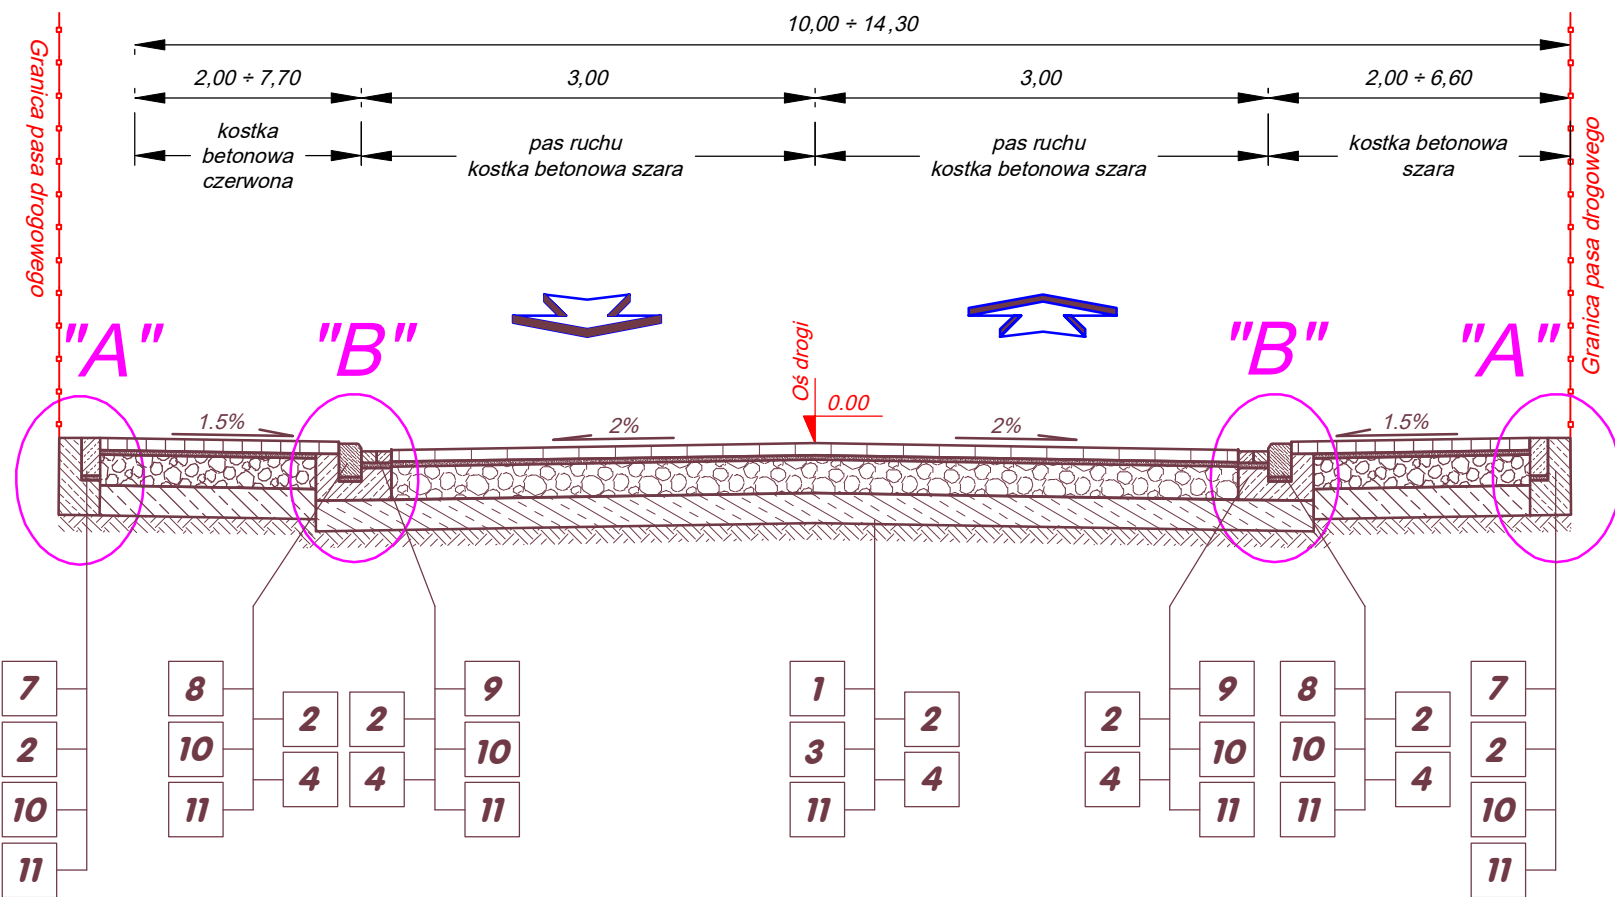 10,00 ÷ 14,30
2,00 ÷ 7,70
3,00
3,00
2,00 ÷ 6,60
kostka
betonowa
czerwona
pas ruchu
kostka betonowa szara
pas ruchu
kostka betonowa szara
kostka betonowa
szara
Granica pasa drogowego
Granica pasa drogowego
"A"
"B"
"B"
"A"
Oś drogi
0.00
1.5%
2%
2%
1.5%
7
2
10
11
8
10
11
2
4
2
4
9
10
11
1
3
11
2
4
2
4
9
10
11
8
10
11
2
4
7
2
10
11